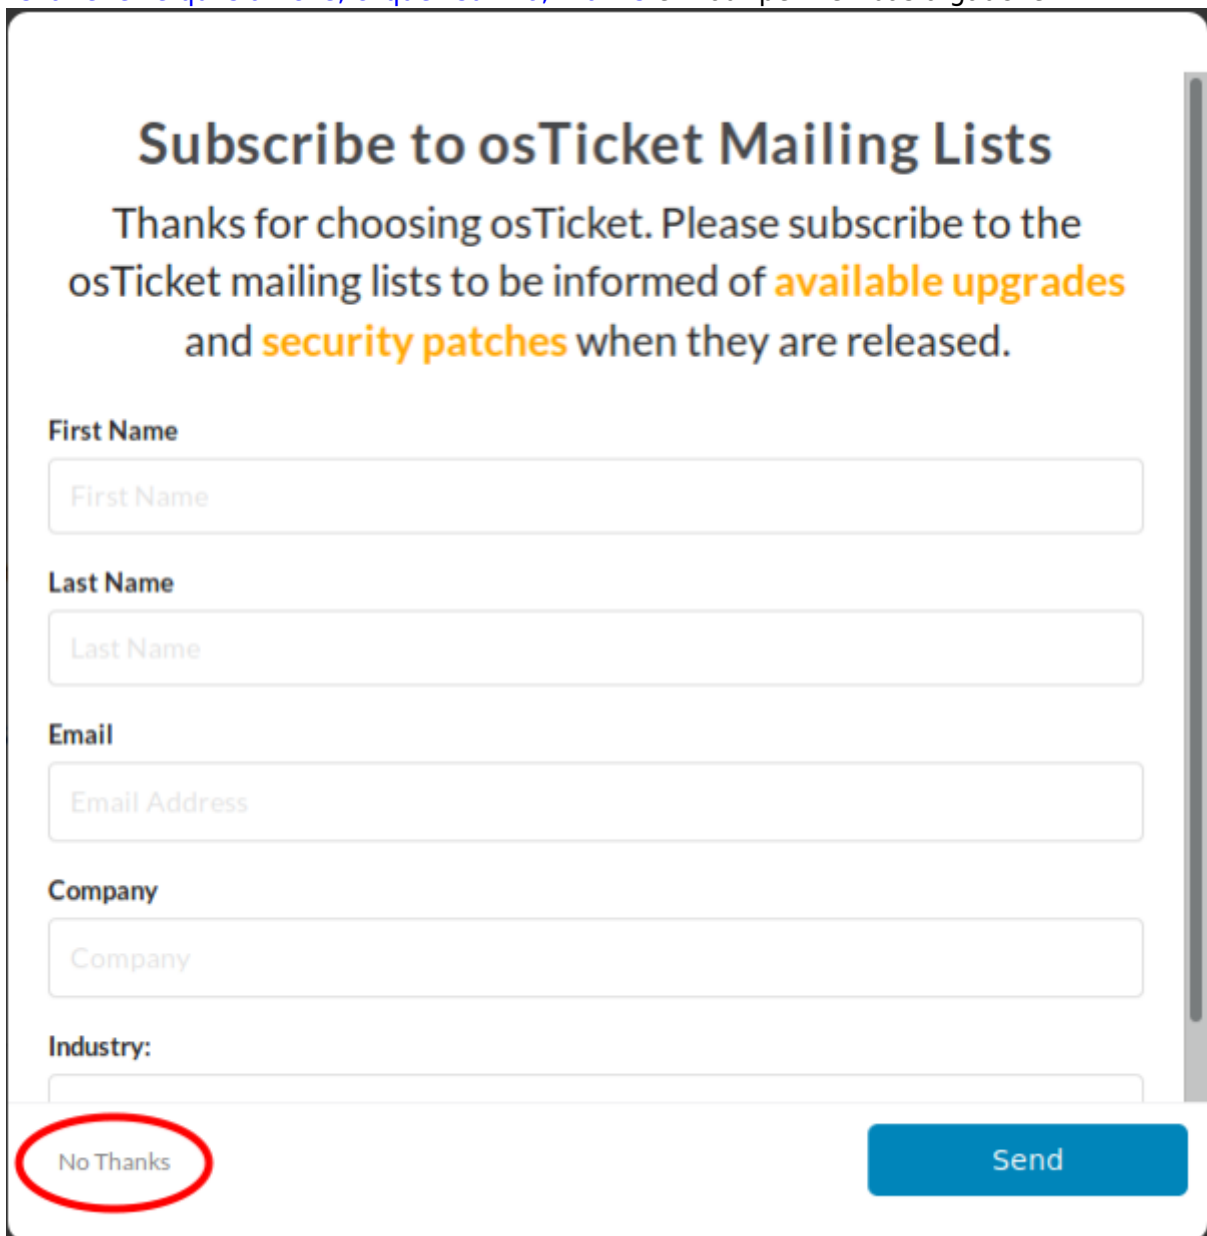 Subscribe to osTicket Mailing Lists
Thanks for choosing osTicket. Please subscribe to the
osTicket mailing lists to be informed of available upgrades
and security patches when they are released.
First Name
First Name
Last Name
Last Name
Email
Email Address
Company
Company
Industry:
No Thanks
Send